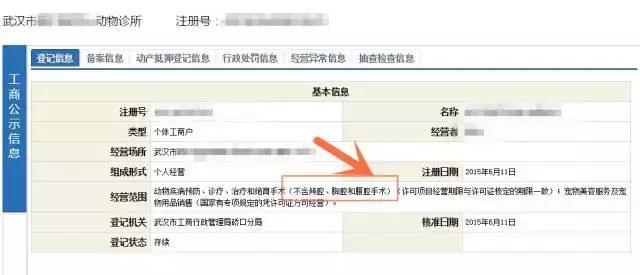 武汉市 动物诊所 注册号：
工商公示信息
登记信息 备案信息 动产抵押登记信息 行政处罚信息 经营异常信息 抽查检查信息
基本信息
注册号 名称
类型 个体工商户 经营者
经营场所 武汉市
组成形式 个人经营 注册日期 2015年6月11日
经营范围 动物疾病预防、诊疗、治疗和绝育手术（不含颅腔、胸腔和腹腔手术）（许可项目经营期限与许可证核定的期限一致）；宠物美容服务及宠
物用品销售（国家有专项规定的凭许可证方可经营）。
登记机关 武汉市工商行政管理局硚口分局 核准日期 2015年6月11日
登记状态 存续